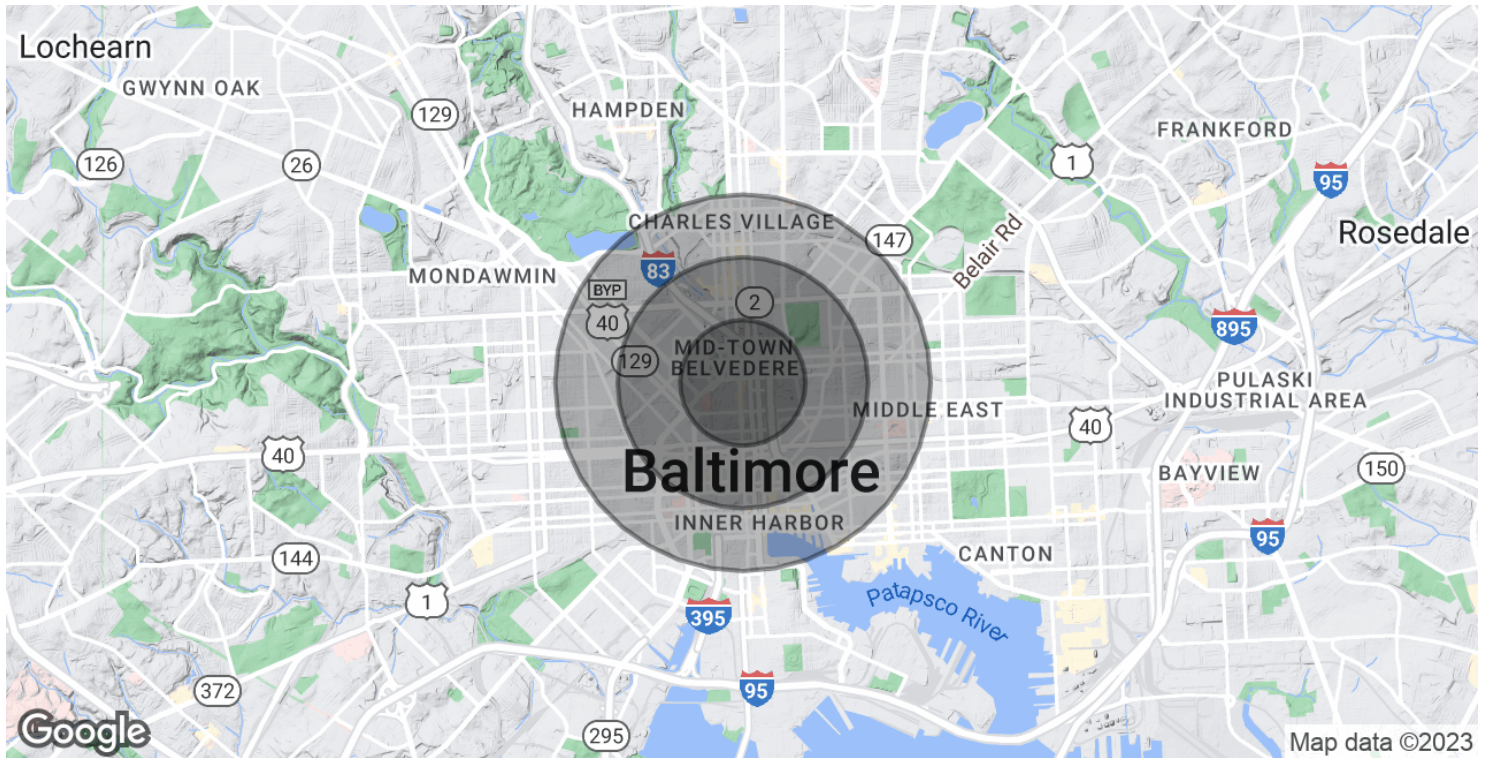 Lochearn
GWYNN OAK
HAMPDEN
129
FRANKFORD
126
26
1
95
CHARLES VILLAGE
147
Belair Rd
Rosedale
MONDAWMIN
83
BYP
40
2
895
129
MID-TOWN
BELVEDERE
PULASKI
INDUSTRIAL AREA
MIDDLE EAST
40
40
Baltimore
BAYVIEW
150
INNER HARBOR
95
144
CANTON
1
395
Patapsco River
372
95
295
Google
Map data ©2023